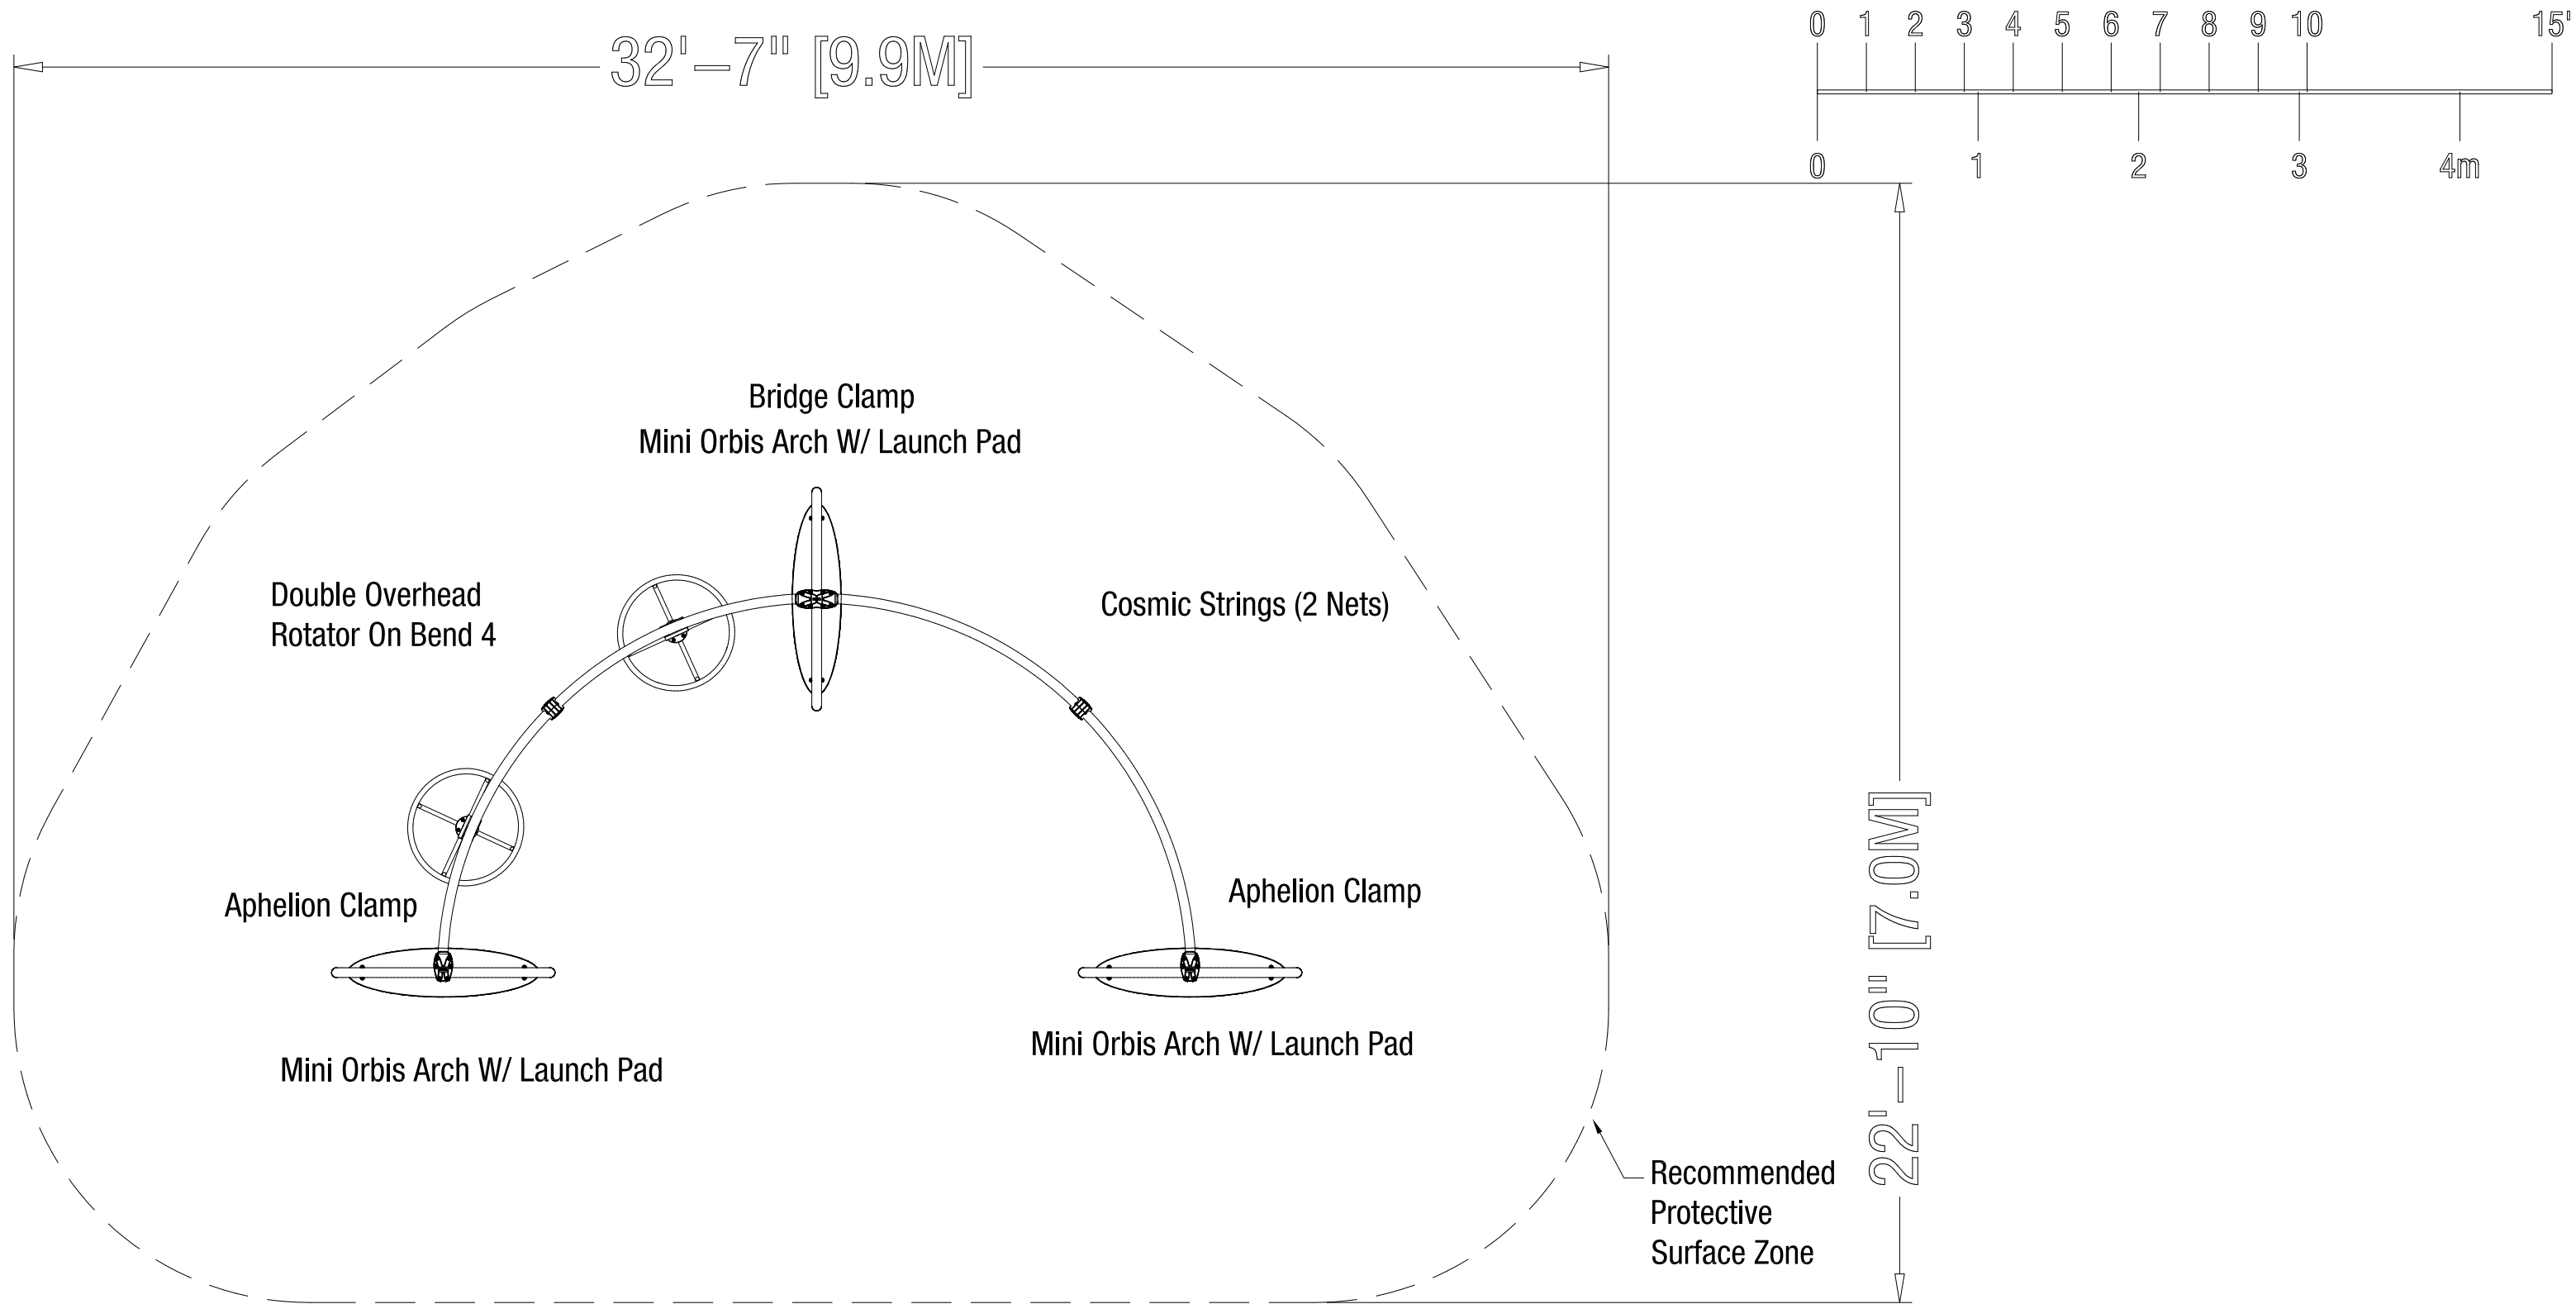 32'–7" [9.9M]
0 1 2 3 4 5 6 7 8 9 10 15'
0 1 2 3 4m
Bridge Clamp
Mini Orbis Arch W/ Launch Pad
Double Overhead
Rotator On Bend 4
Cosmic Strings (2 Nets)
Aphelion Clamp
Aphelion Clamp
Mini Orbis Arch W/ Launch Pad
Mini Orbis Arch W/ Launch Pad
22'–10" [7.0M]
Recommended
Protective
Surface Zone